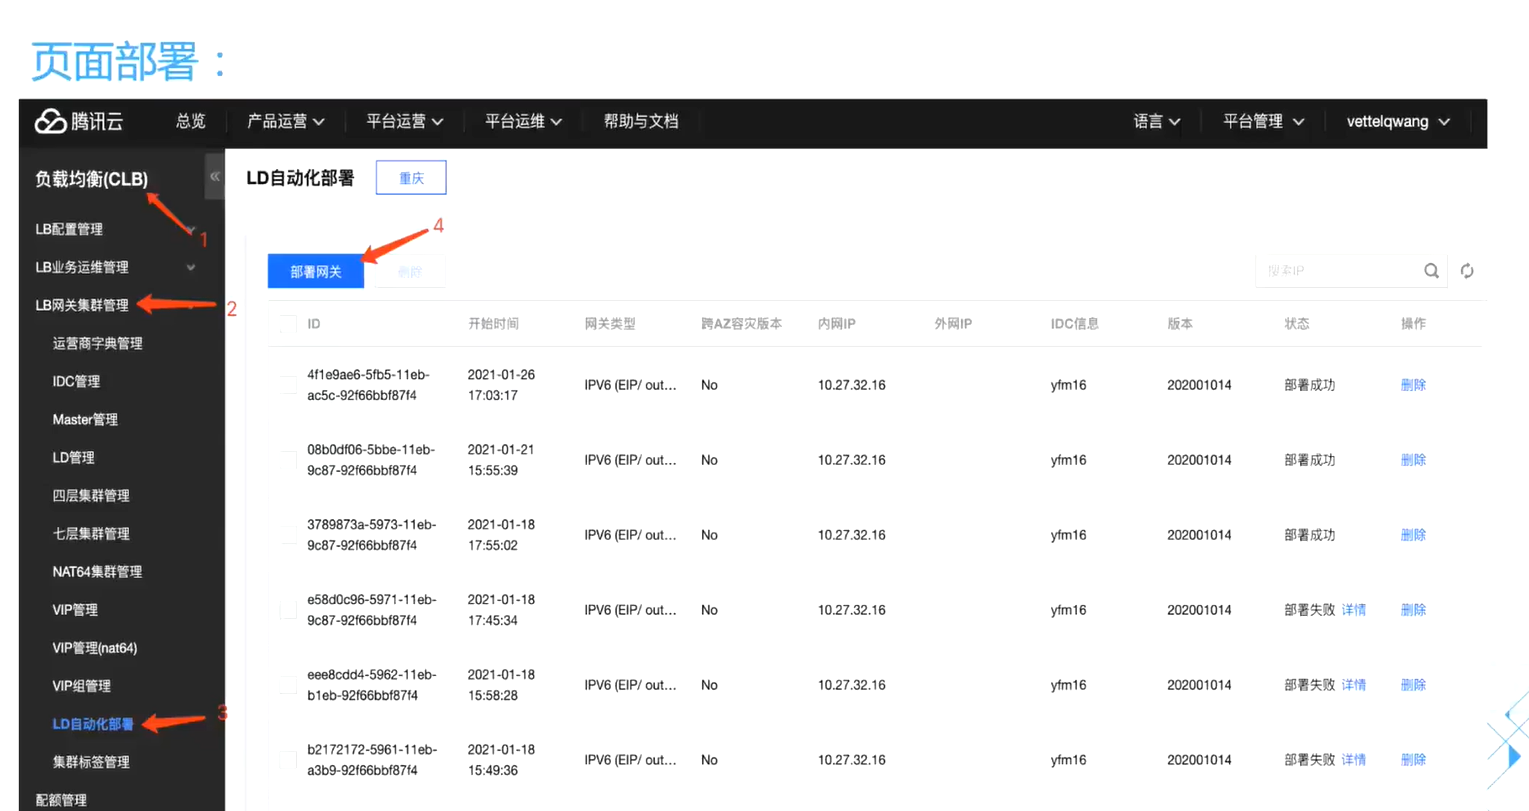 页面部署：
腾讯云 总览 产品运营 平台运营 平台运维 帮助与文档 语言 平台管理 vettelqwang
负载均衡(CLB) « LD自动化部署 重庆
1
4
LB配置管理
LB业务运维管理
部署网关 删除 搜索IP
LB网关集群管理
2
ID 开始时间 网关类型 跨AZ容灾版本 内网IP 外网IP IDC信息 版本 状态 操作
运营商字典管理
IDC管理
Master管理
LD管理
四层集群管理
七层集群管理
NAT64集群管理
VIP管理
VIP管理(nat64)
VIP组管理
LD自动化部署
3
集群标签管理
配额管理
4f1e9ae6-5fb5-11eb- 2021-01-26
ac5c-92f66bbf87f4 17:03:17 IPV6 (EIP/ out... No 10.27.32.16 yfm16 202001014 部署成功 删除
08b0df06-5bbe-11eb- 2021-01-21
9c87-92f66bbf87f4 15:55:39 IPV6 (EIP/ out... No 10.27.32.16 yfm16 202001014 部署成功 删除
3789873a-5973-11eb- 2021-01-18
9c87-92f66bbf87f4 17:55:02 IPV6 (EIP/ out... No 10.27.32.16 yfm16 202001014 部署成功 删除
e58d0c96-5971-11eb- 2021-01-18
9c87-92f66bbf87f4 17:45:34 IPV6 (EIP/ out... No 10.27.32.16 yfm16 202001014 部署失败 详情 删除
eee8cdd4-5962-11eb- 2021-01-18
b1eb-92f66bbf87f4 15:58:28 IPV6 (EIP/ out... No 10.27.32.16 yfm16 202001014 部署失败 详情 删除
b2172172-5961-11eb- 2021-01-18
a3b9-92f66bbf87f4 15:49:36 IPV6 (EIP/ out... No 10.27.32.16 yfm16 202001014 部署失败 详情 删除